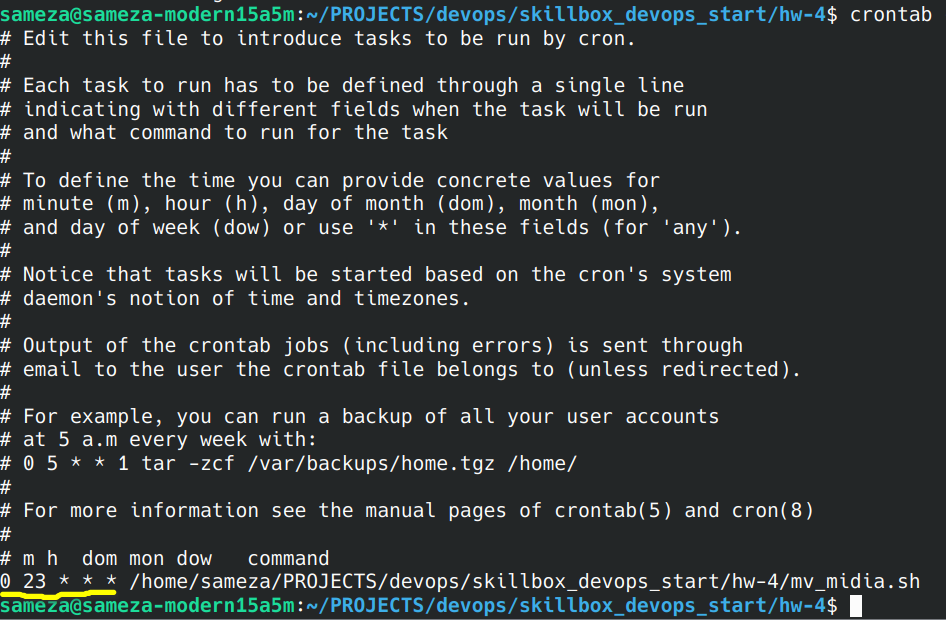 sameza@sameza-modern15a5m:~/PROJECTS/devops/skillbox_devops_start/hw-4$ crontab
# Edit this file to introduce tasks to be run by cron.
#
# Each task to run has to be defined through a single line
# indicating with different fields when the task will be run
# and what command to run for the task
#
# To define the time you can provide concrete values for
# minute (m), hour (h), day of month (dom), month (mon),
# and day of week (dow) or use '*' in these fields (for 'any').
#
# Notice that tasks will be started based on the cron's system
# daemon's notion of time and timezones.
#
# Output of the crontab jobs (including errors) is sent through
# email to the user the crontab file belongs to (unless redirected).
#
# For example, you can run a backup of all your user accounts
# at 5 a.m every week with:
# 0 5 * * 1 tar -zcf /var/backups/home.tgz /home/
#
# For more information see the manual pages of crontab(5) and cron(8)
#
# m h  dom mon dow   command
0 23 * * * /home/sameza/PROJECTS/devops/skillbox_devops_start/hw-4/mv_midia.sh
sameza@sameza-modern15a5m:~/PROJECTS/devops/skillbox_devops_start/hw-4$